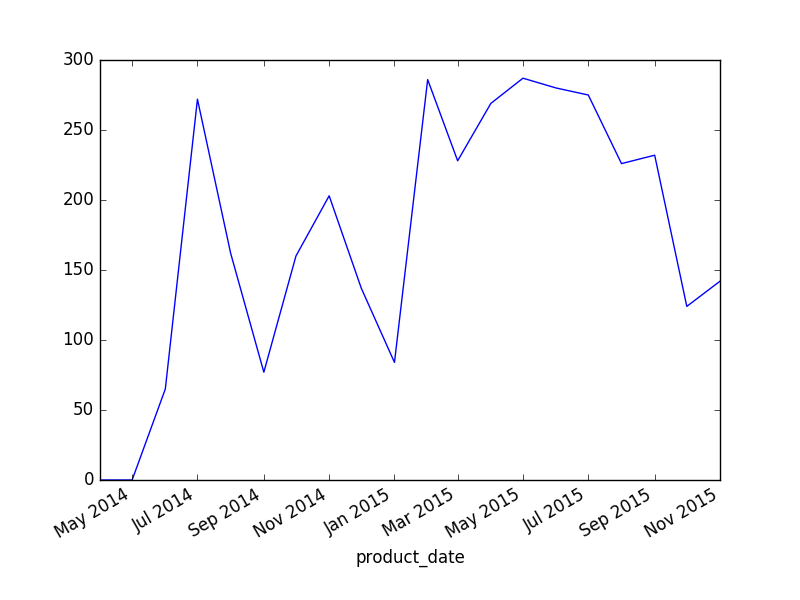 300
250
200
150
100
50
0
May 2014
Jul 2014
Sep 2014
Nov 2014
Jan 2015
Mar 2015
May 2015
Jul 2015
Sep 2015
Nov 2015
product_date